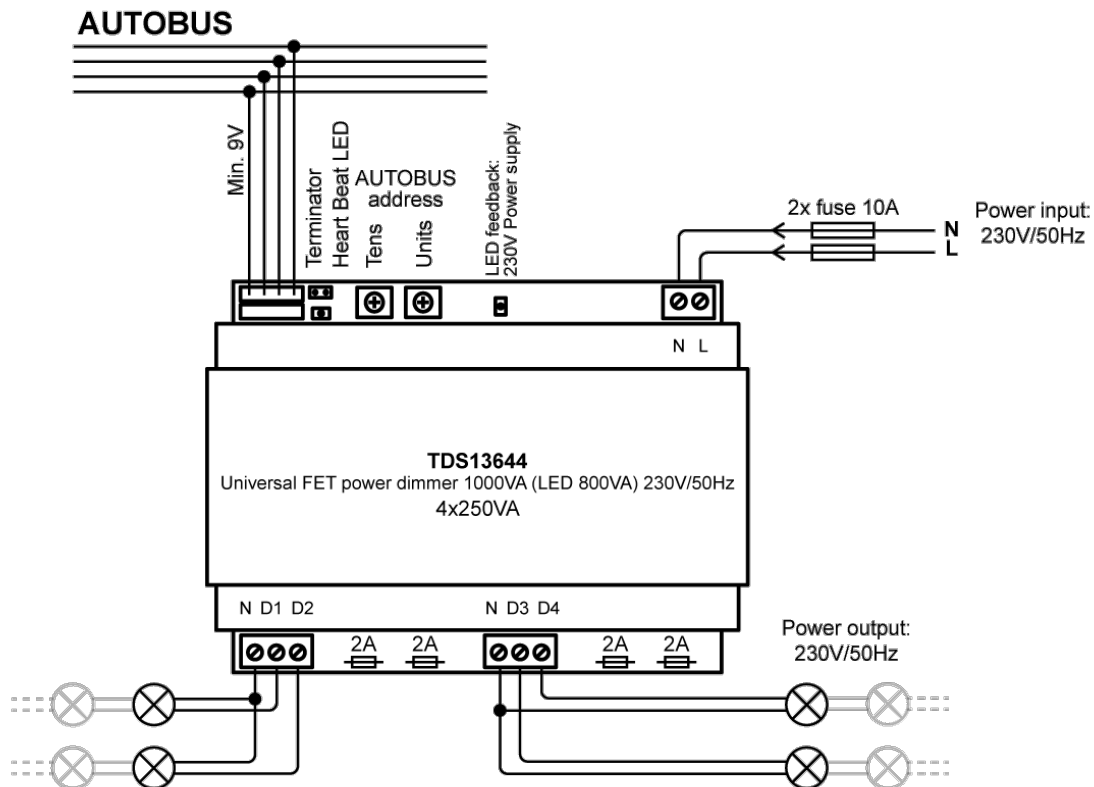 AUTOBUS
Min. 9V
Terminator
Heart Beat LED
AUTOBUS
address
Tens
Units
LED feedback:
230V Power supply
2x fuse 10A
N
L
Power input:
230V/50Hz
N L
TDS13644
Universal FET power dimmer 1000VA (LED 800VA) 230V/50Hz
4x250VA
N D1 D2
N D3 D4
2A
2A
2A
2A
Power output:
230V/50Hz